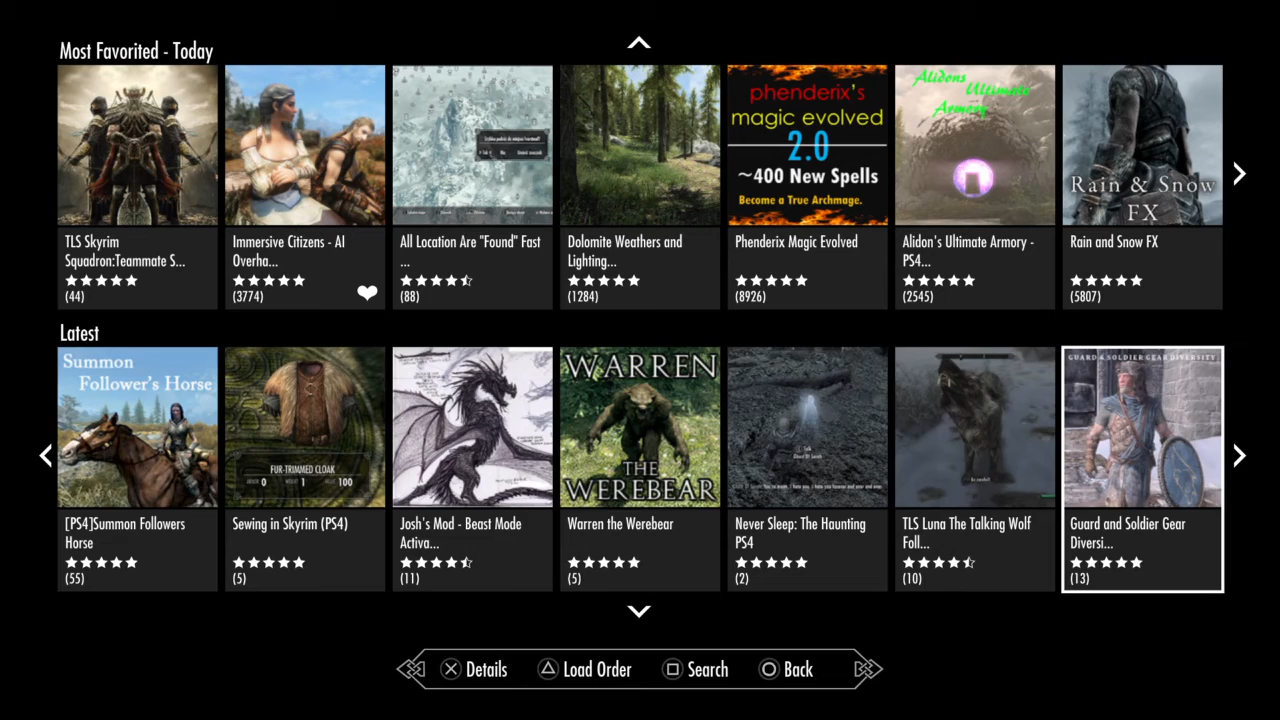 Most Favorited - Today
phenderix's
magic evolved
2.0
~400 New Spells
Become a True Archmage.
Alidons
Ultimate
Armory
Rain & Snow
FX
TLS Skyrim
Squadron:Teammate S...
(44)
Immersive Citizens - AI
Overha...
(3774)
All Location Are "Found" Fast
...
(88)
Dolomite Weathers and
Lighting...
(1284)
Phenderix Magic Evolved
(8926)
Alidon's Ultimate Armory -
PS4...
(2545)
Rain and Snow FX
(5807)
Latest
Summon
Follower's Horse
FUR-TRIMMED CLOAK
0 1 100
WARREN
THE
WEREBEAR
GUARD & SOLDIER GEAR DIVERSITY
[PS4]Summon Followers
Horse
(55)
Sewing in Skyrim (PS4)
(5)
Josh's Mod - Beast Mode
Activa...
(11)
Warren the Werebear
(5)
Never Sleep: The Haunting
PS4
(2)
TLS Luna The Talking Wolf
Foll...
(10)
Guard and Soldier Gear
Diversi...
(13)
Details
Load Order
Search
Back